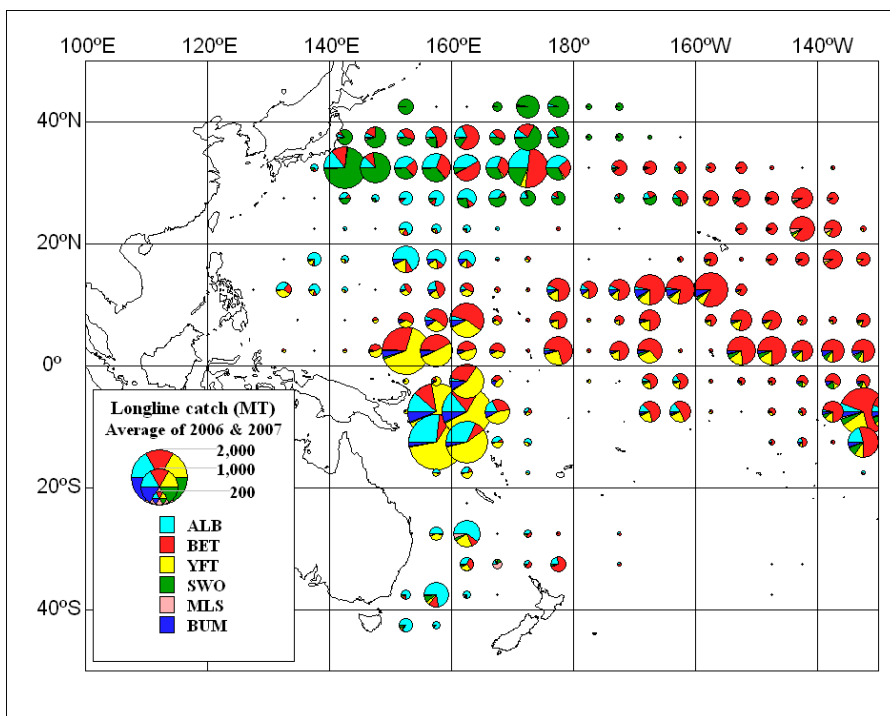 100ºE 120ºE 140ºE 160ºE 180º 160ºW 140ºW
40ºN
20ºN
0º
Longline catch (MT)
Average of 2006 & 2007
2,000
1,000
200
20ºS
ALB
BET
YFT
SWO
40ºS
MLS
BUM